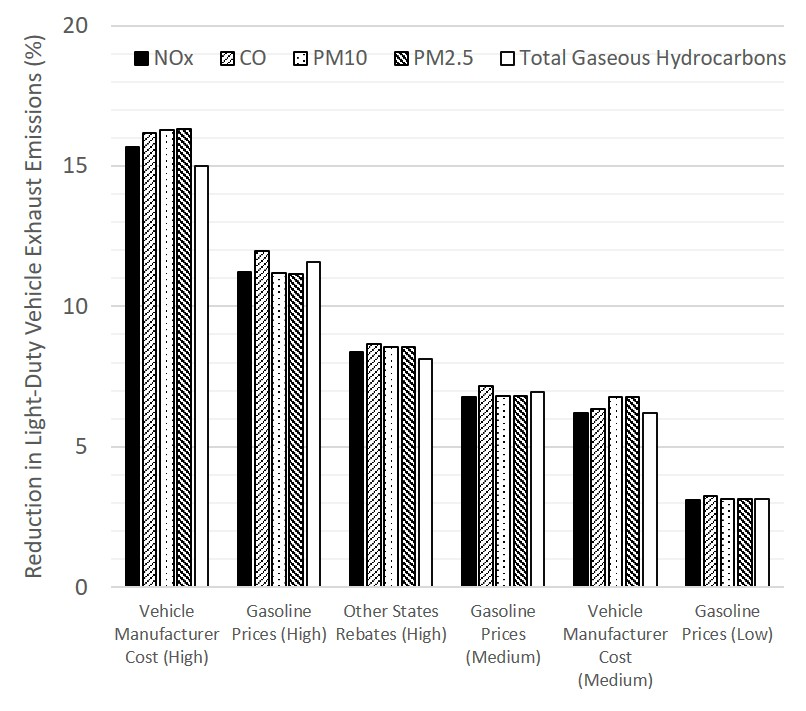 Reduction in Light-Duty Vehicle Exhaust Emissions (%)
20
15
10
5
0
NOx CO PM10 PM2.5 Total Gaseous Hydrocarbons
Vehicle
Manufacturer
Cost (High)
Gasoline
Prices (High)
Other States
Rebates (High)
Gasoline
Prices
(Medium)
Vehicle
Manufacturer
Cost
(Medium)
Gasoline
Prices (Low)